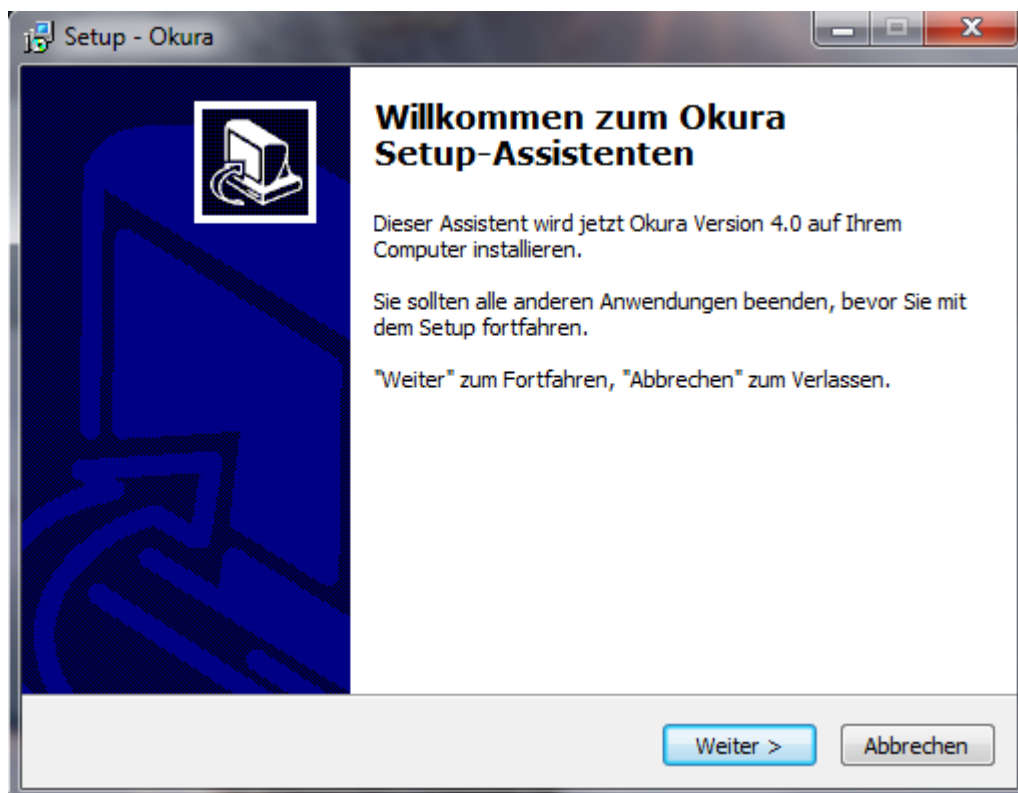 Setup - Okura
Willkommen zum Okura
Setup-Assistenten
Dieser Assistent wird jetzt Okura Version 4.0 auf Ihrem
Computer installieren.
Sie sollten alle anderen Anwendungen beenden, bevor Sie mit
dem Setup fortfahren.
"Weiter" zum Fortfahren, "Abbrechen" zum Verlassen.
Weiter >
Abbrechen